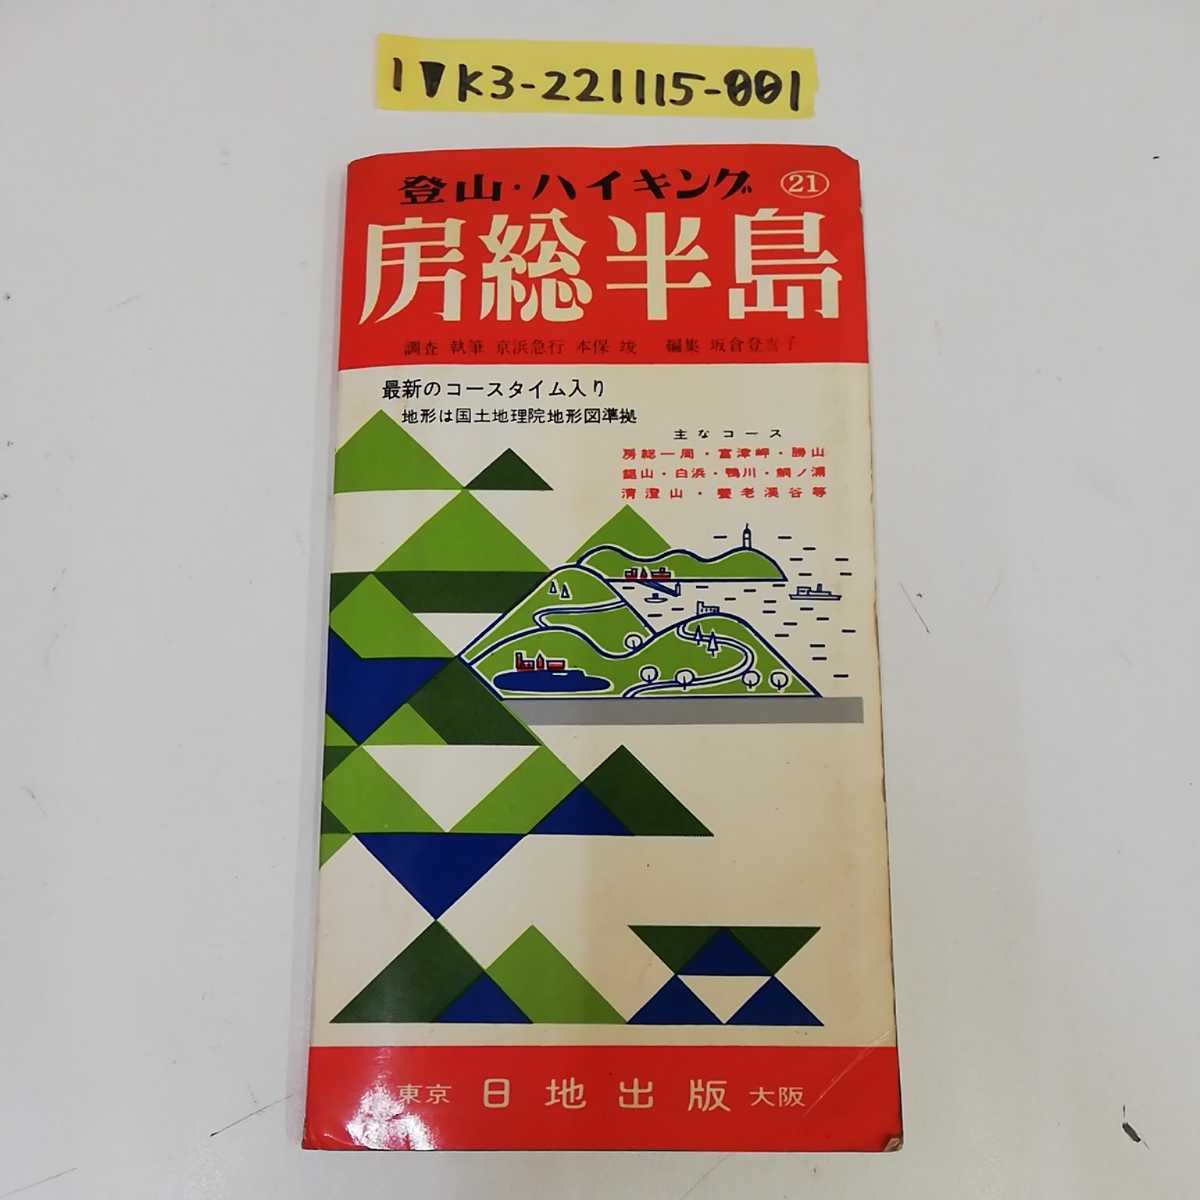 1▼K3-221115-001
登山・ハイキング 21
房総半島
調査 執筆 京浜急行 本保 竣 編集 坂倉登喜子
最新のコースタイム入り
地形は国土地理院地形図準拠
主なコース
房総一周・富津岬・勝山
鋸山・白浜・鴨川・鯛ノ浦
清澄山・養老渓谷等
東京 日地出版 大阪